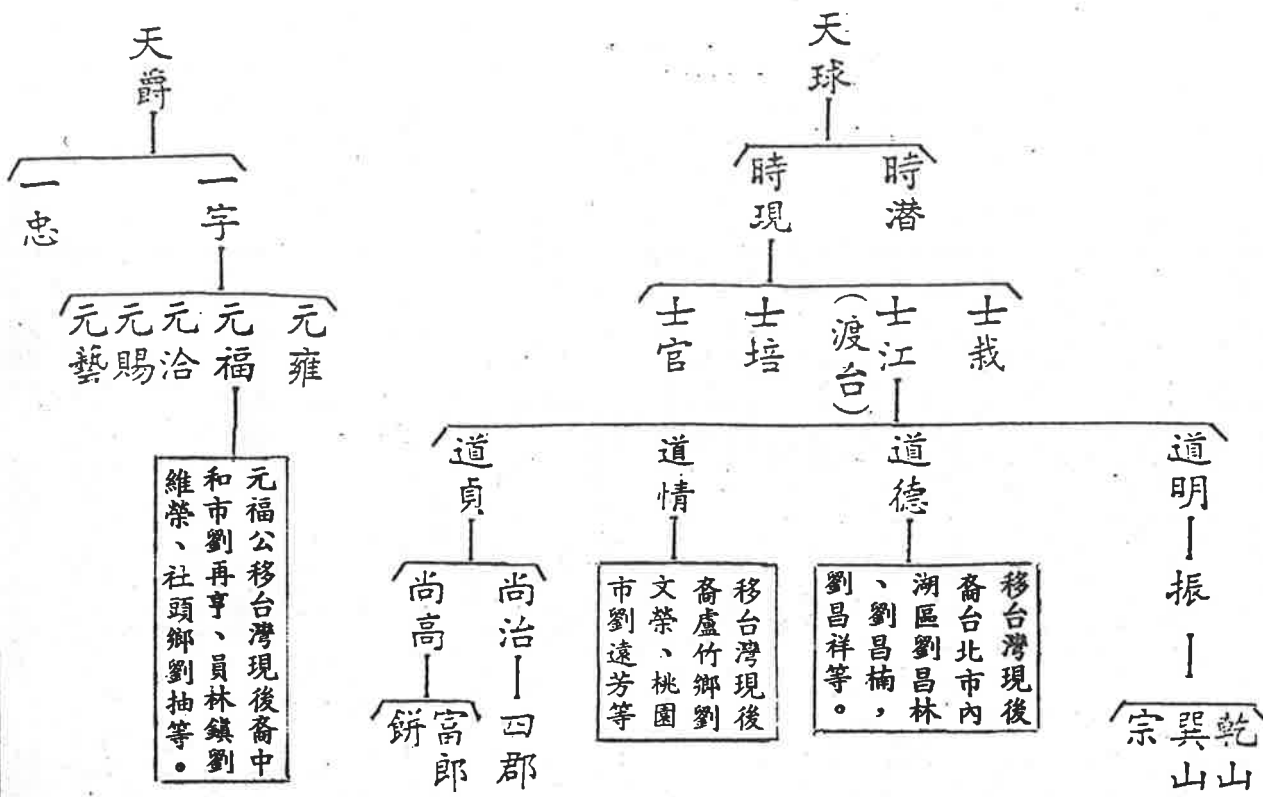 天球
時潛
時現
士栽
士江
(渡台)
士培
士官
道明
道德
道情
道貞
振
乾山
巽山
宗
移台灣現後
裔台北市內
湖區劉昌林
、劉昌楠，
劉昌祥等。
移台灣現後
裔盧竹鄉劉
文榮、桃園
市劉遠芳等
尚治
尚高
四郡
富郎
餅
天爵
一字
一忠
元雍
元福
元洽
元賜
元藝
元福公移台灣現後裔中
和市劉再亨、員林鎮劉
維榮、社頭鄉劉抽等。